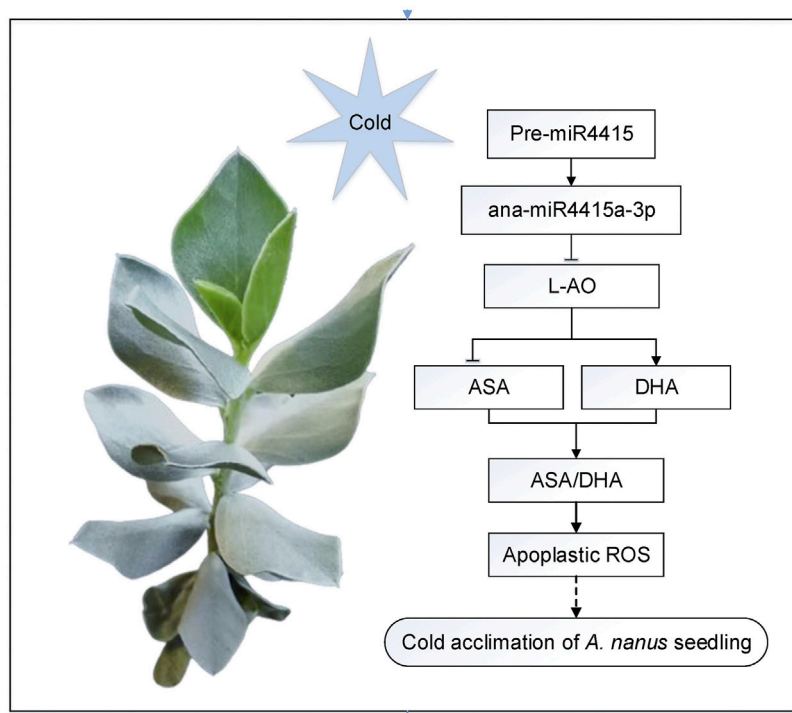 Cold
Pre-miR4415
ana-miR4415a-3p
L-AO
ASA
DHA
ASA/DHA
Apoplastic ROS
Cold acclimation of A. nanus seedling